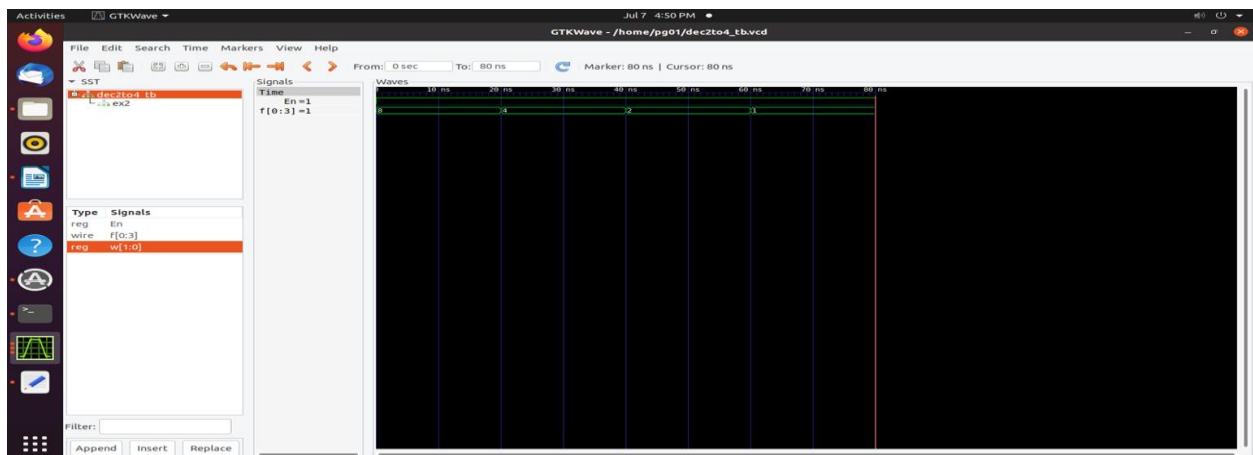 Activities GTKWave Jul 7 4:50 PM
GTKWave - /home/pg01/dec2to4_tb.vcd
File Edit Search Time Markers View Help
From: 0 sec To: 80 ns Marker: 80 ns | Cursor: 80 ns
SST
dec2to4_tb
ex2
Type Signals
reg En
wire f[0:3]
reg w[1:0]
Filter:
Append Insert Replace
Signals
Time
En=1
f[0:3]=1
Waves
10 ns 20 ns 30 ns 40 ns 50 ns 60 ns 70 ns 80 ns
8 4 2 1